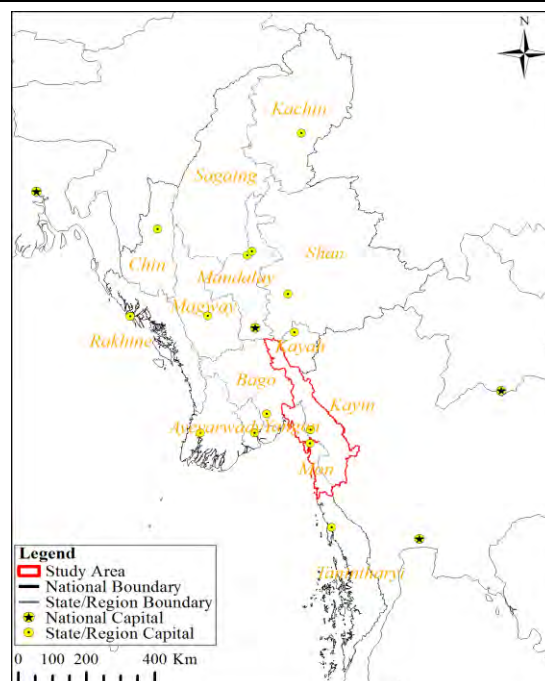 N
Kachin
Sagaing
Shan
Chin
Mandalay
Magway
Rakhine
Kayah
Bago
Kayin
Ayeyarwady
Yangon
Mon
Tanintharyi
Legend
Study Area
National Boundary
State/Region Boundary
National Capital
State/Region Capital
0 100 200 400 Km